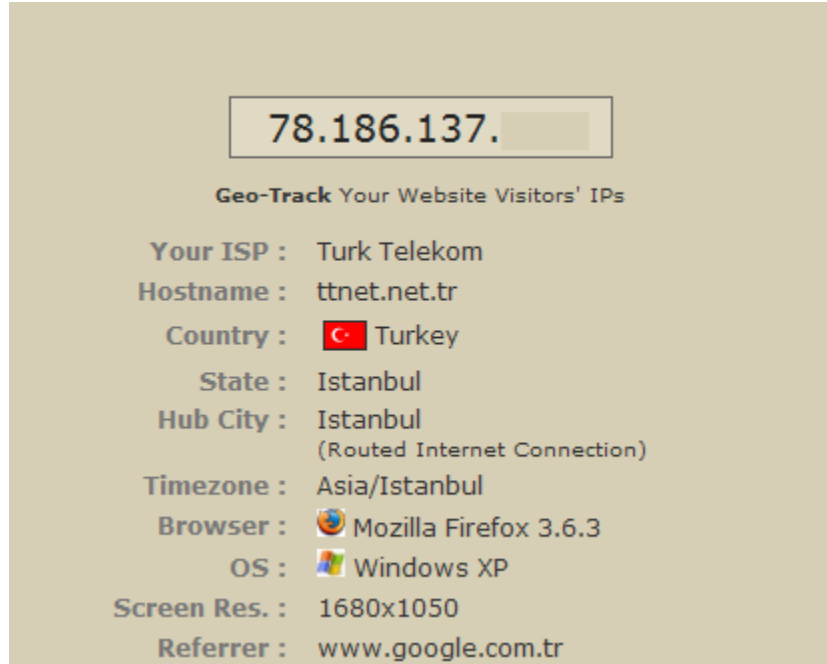 78.186.137.
Geo-Track Your Website Visitors' IPs
Your ISP : Turk Telekom
Hostname : ttnet.net.tr
Country : Turkey
State : Istanbul
Hub City : Istanbul
(Routed Internet Connection)
Timezone : Asia/Istanbul
Browser : Mozilla Firefox 3.6.3
OS : Windows XP
Screen Res. : 1680x1050
Referrer : www.google.com.tr